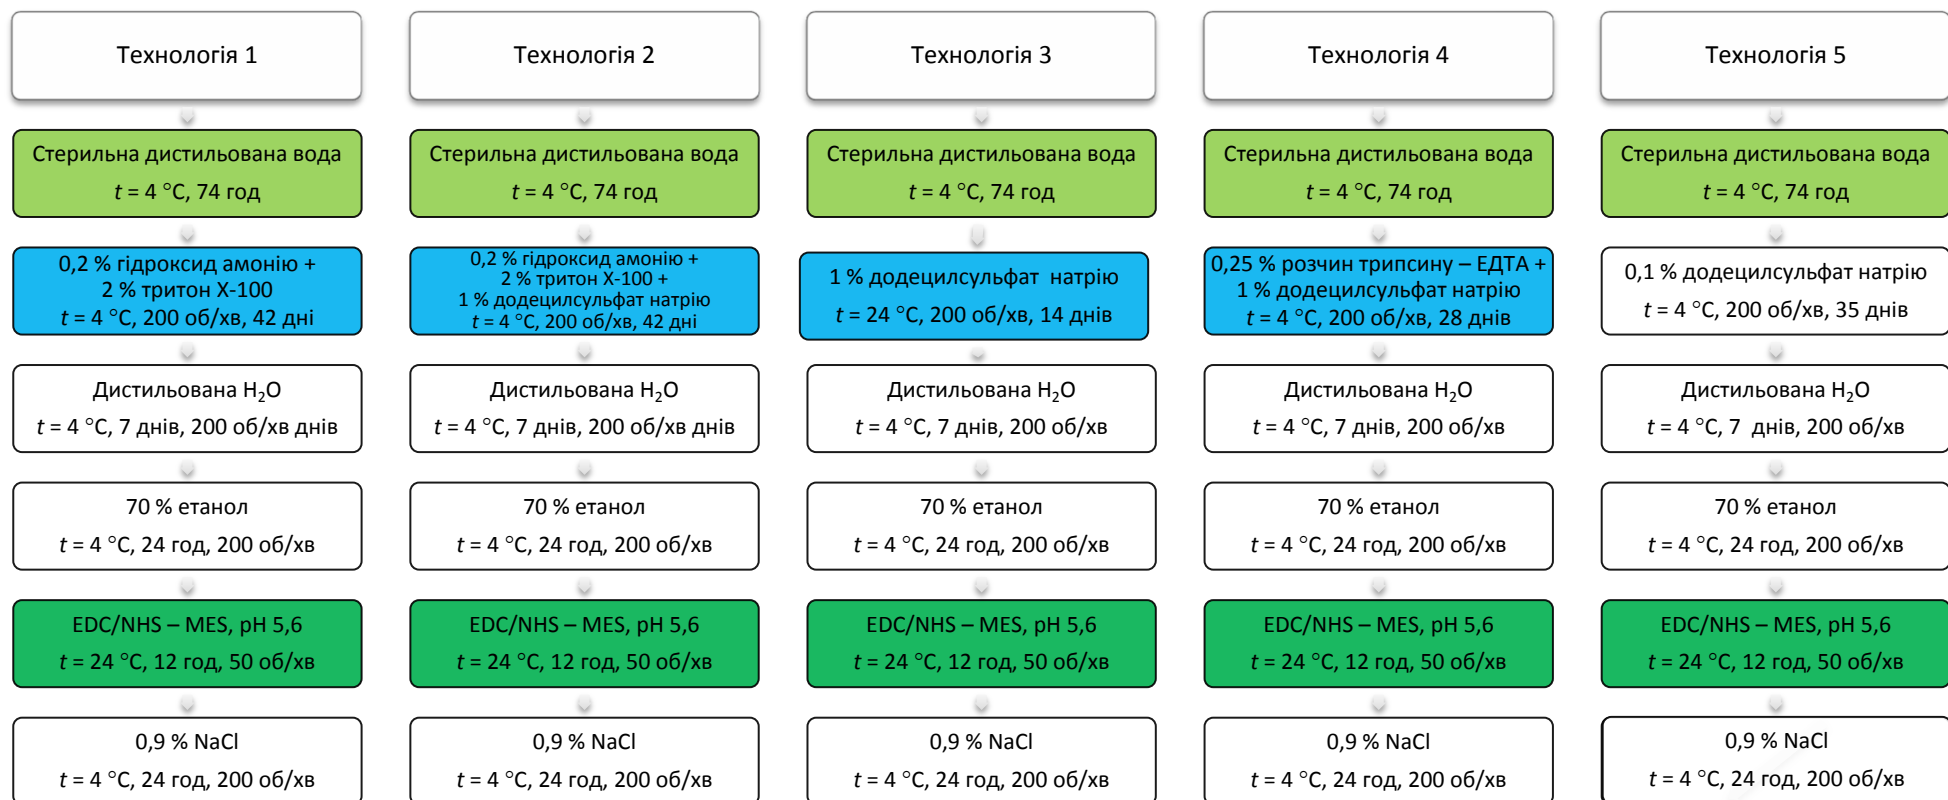 Технологія 1
Стерильна дистильована вода
t = 4 °C, 74 год
0,2 % гідроксид амонію +
2 % тритон X-100
t = 4 °C, 200 об/хв, 42 дні
Дистильована H₂O
t = 4 °C, 7 днів, 200 об/хв днів
70 % етанол
t = 4 °C, 24 год, 200 об/хв
EDC/NHS – MES, pH 5,6
t = 24 °C, 12 год, 50 об/хв
0,9 % NaCl
t = 4 °C, 24 год, 200 об/хв
Технологія 2
Стерильна дистильована вода
t = 4 °C, 74 год
0,2 % гідроксид амонію +
2 % тритон X-100 +
1 % додецилсульфат натрію
t = 4 °C, 200 об/хв, 42 дні
Дистильована H₂O
t = 4 °C, 7 днів, 200 об/хв днів
70 % етанол
t = 4 °C, 24 год, 200 об/хв
EDC/NHS – MES, pH 5,6
t = 24 °C, 12 год, 50 об/хв
0,9 % NaCl
t = 4 °C, 24 год, 200 об/хв
Технологія 3
Стерильна дистильована вода
t = 4 °C, 74 год
1 % додецилсульфат натрію
t = 24 °C, 200 об/хв, 14 днів
Дистильована H₂O
t = 4 °C, 7 днів, 200 об/хв
70 % етанол
t = 4 °C, 24 год, 200 об/хв
EDC/NHS – MES, pH 5,6
t = 24 °C, 12 год, 50 об/хв
0,9 % NaCl
t = 4 °C, 24 год, 200 об/хв
Технологія 4
Стерильна дистильована вода
t = 4 °C, 74 год
0,25 % розчин трипсину – ЕДТА +
1 % додецилсульфат натрію
t = 4 °C, 200 об/хв, 28 днів
Дистильована H₂O
t = 4 °C, 7 днів, 200 об/хв
70 % етанол
t = 4 °C, 24 год, 200 об/хв
EDC/NHS – MES, pH 5,6
t = 24 °C, 12 год, 50 об/хв
0,9 % NaCl
t = 4 °C, 24 год, 200 об/хв
Технологія 5
Стерильна дистильована вода
t = 4 °C, 74 год
0,1 % додецилсульфат натрію
t = 4 °C, 200 об/хв, 35 днів
Дистильована H₂O
t = 4 °C, 7 днів, 200 об/хв
70 % етанол
t = 4 °C, 24 год, 200 об/хв
EDC/NHS – MES, pH 5,6
t = 24 °C, 12 год, 50 об/хв
0,9 % NaCl
t = 4 °C, 24 год, 200 об/хв